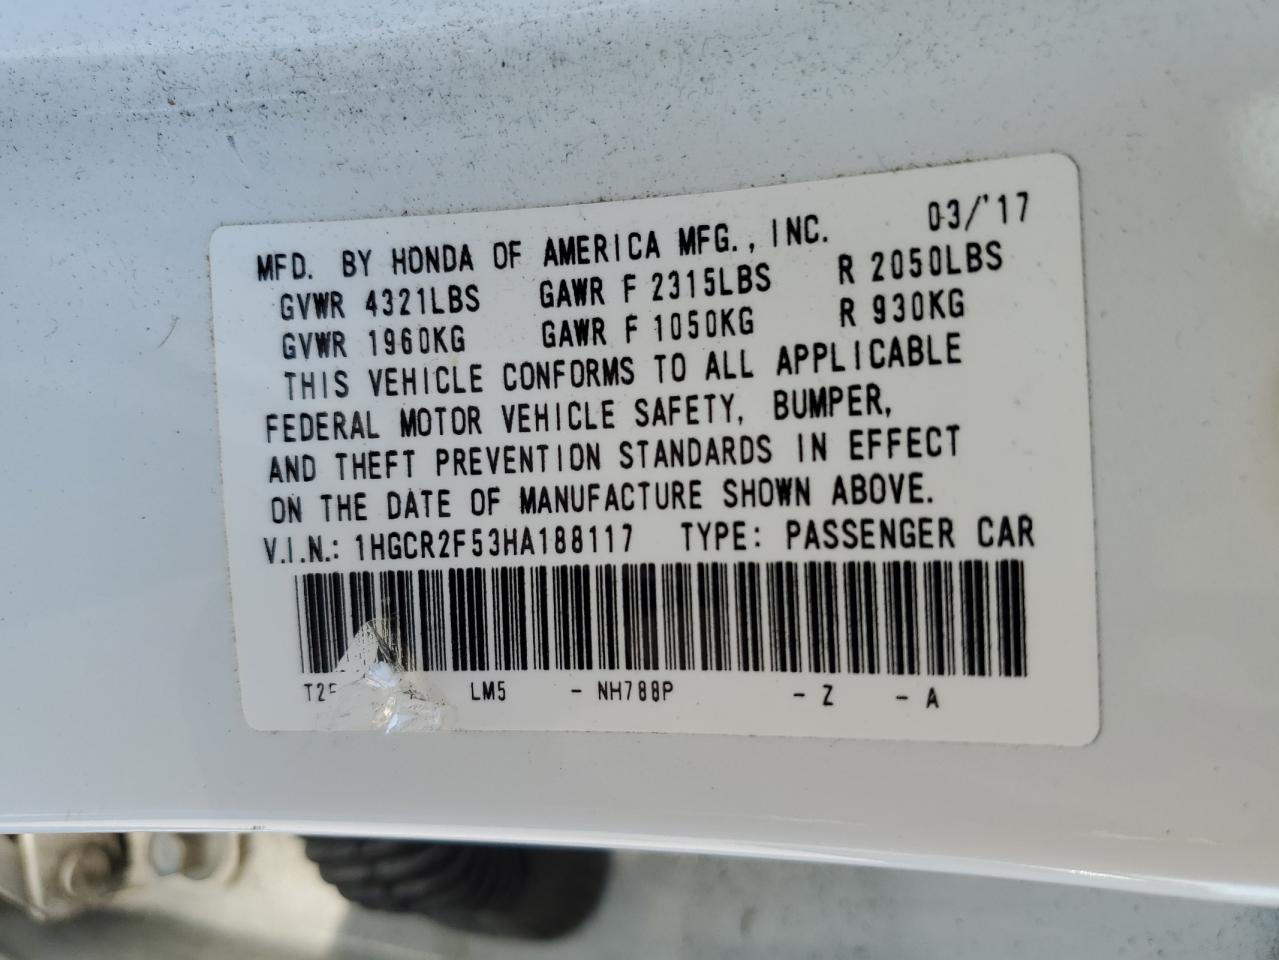 MFD. BY HONDA OF AMERICA MFG., INC. 03/'17
GVWR 4321LBS GAWR F 2315LBS R 2050LBS
GVWR 1960KG GAWR F 1050KG R 930KG
THIS VEHICLE CONFORMS TO ALL APPLICABLE
FEDERAL MOTOR VEHICLE SAFETY, BUMPER,
AND THEFT PREVENTION STANDARDS IN EFFECT
ON THE DATE OF MANUFACTURE SHOWN ABOVE.
V.I.N.: 1HGCR2F53HA188117 TYPE: PASSENGER CAR
LM5 - NH788P - Z - A